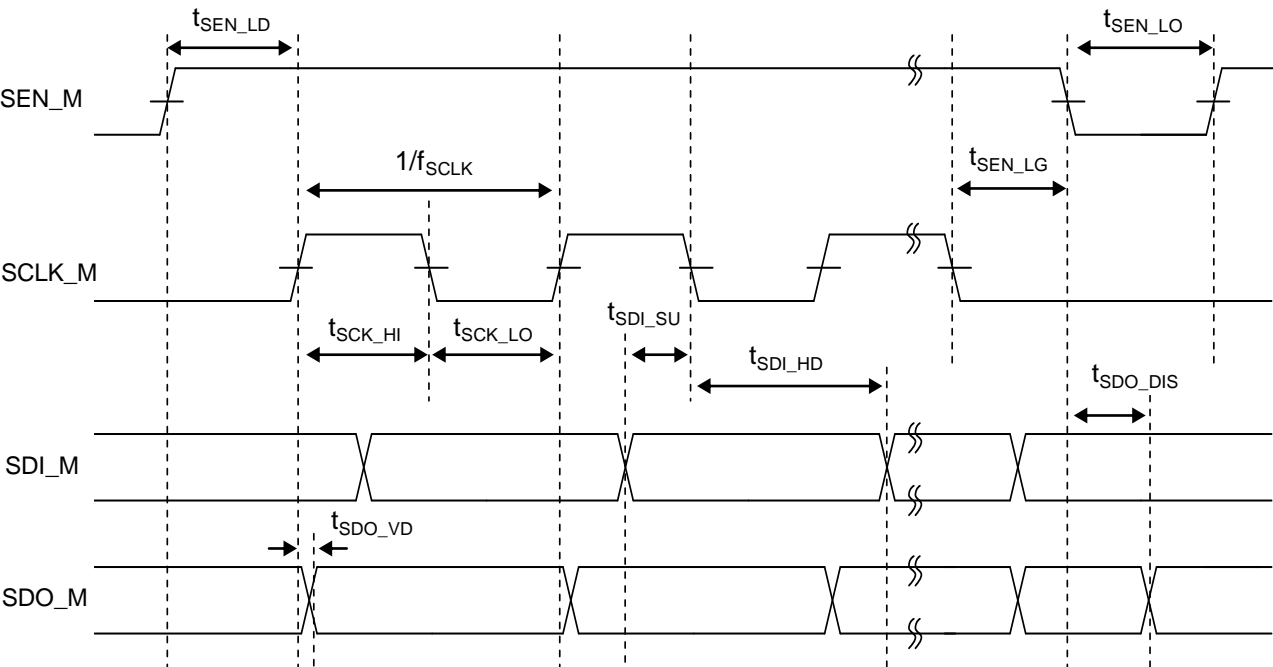 tSEN_LD
tSEN_LO
SEN_M
1/fSCLK
tSEN_LG
SCLK_M
tSCK_HI
tSCK_LO
tSDI_SU
tSDI_HD
tSDO_DIS
SDI_M
tSDO_VD
SDO_M